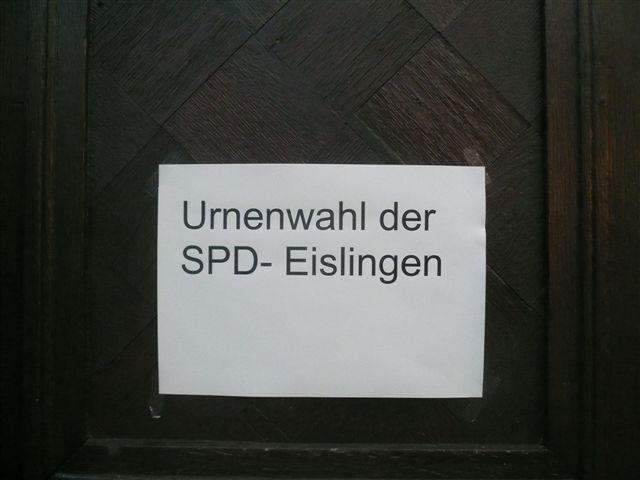 Urnenwahl der
SPD- Eislingen